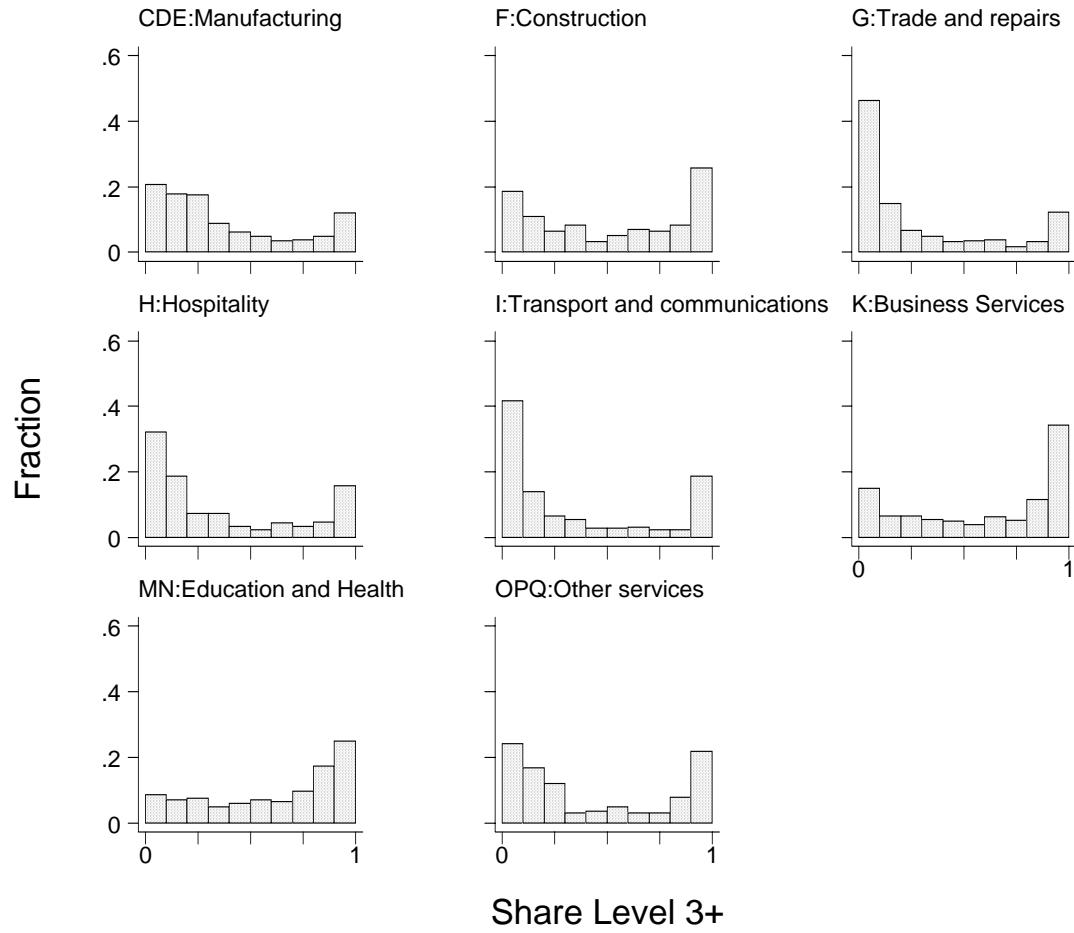 CDE:Manufacturing
F:Construction
G:Trade and repairs
.6
.4
.2
0
H:Hospitality
I:Transport and communications
K:Business Services
.6
.4
.2
0
0 1
MN:Education and Health
OPQ:Other services
.6
.4
.2
0
0 1
0 1
Fraction
Share Level 3+